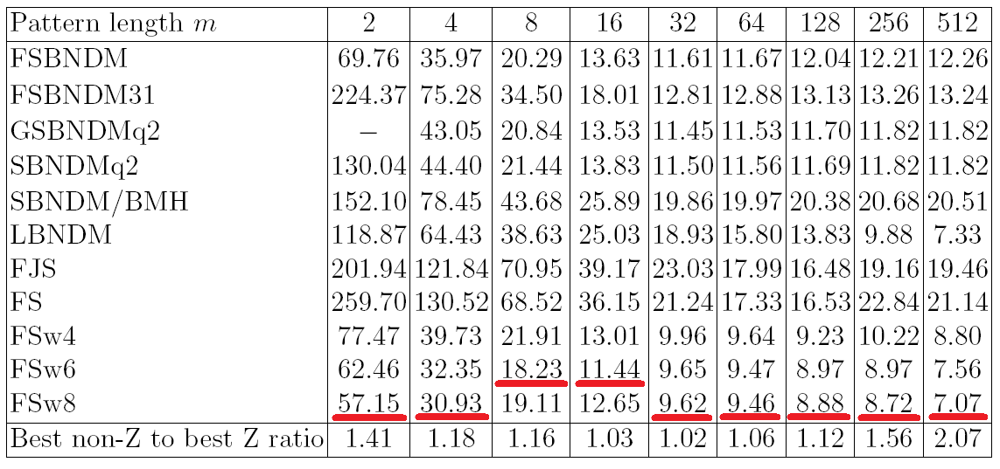 Pattern length m 2 4 8 16 32 64 128 256 512
FSBNDM 69.76 35.97 20.29 13.63 11.61 11.67 12.04 12.21 12.26
FSBNDM31 224.37 75.28 34.50 18.01 12.81 12.88 13.13 13.26 13.24
GSBNDMq2 − 43.05 20.84 13.53 11.45 11.53 11.70 11.82 11.82
SBNDMq2 130.04 44.40 21.44 13.83 11.50 11.56 11.69 11.82 11.82
SBNDM/BMH 152.10 78.45 43.68 25.89 19.86 19.97 20.38 20.68 20.51
LBNDM 118.87 64.43 38.63 25.03 18.93 15.80 13.83 9.88 7.33
FJS 201.94 121.84 70.95 39.17 23.03 17.99 16.48 19.16 19.46
FS 259.70 130.52 68.52 36.15 21.24 17.33 16.53 22.84 21.14
FSw4 77.47 39.73 21.91 13.01 9.96 9.64 9.23 10.22 8.80
FSw6 62.46 32.35 18.23 11.44 9.65 9.47 8.97 8.97 7.56
FSw8 57.15 30.93 19.11 12.65 9.62 9.46 8.88 8.72 7.07
Best non-Z to best Z ratio 1.41 1.18 1.16 1.03 1.02 1.06 1.12 1.56 2.07